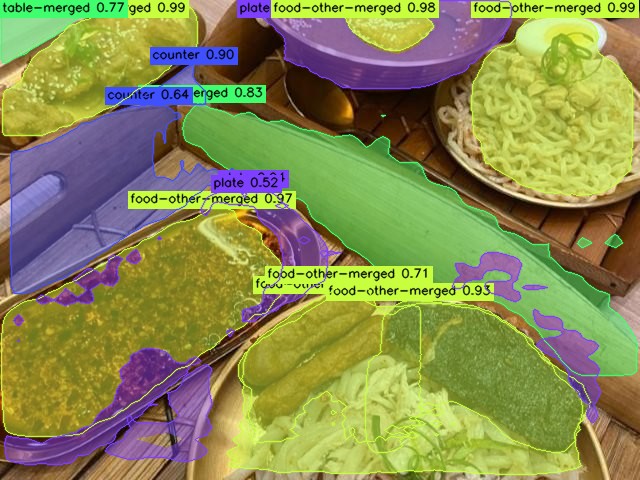 table-merged 0.77
ged 0.99
plate
food-other-merged 0.98
food-other-merged 0.99
counter 0.90
counter 0.64
erged 0.83
plate 0.52
food-other-merged 0.97
food-other-merged 0.71
food-other
food-other-merged 0.93